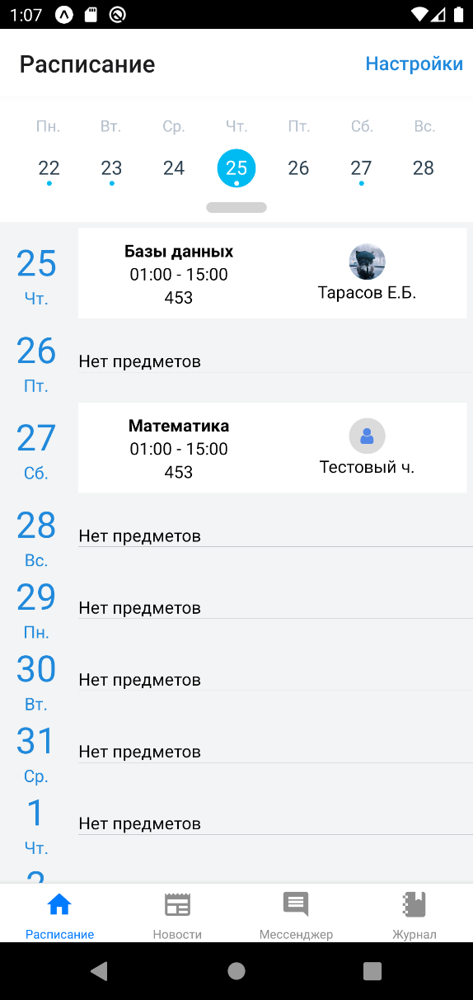 1:07
Расписание
Настройки
Пн. Вт. Ср. Чт. Пт. Сб. Вс.
22 23 24 25 26 27 28
25
Чт.
Базы данных
01:00 - 15:00
453
Тарасов Е.Б.
26
Пт.
Нет предметов
27
Сб.
Математика
01:00 - 15:00
453
Тестовый ч.
28
Вс.
Нет предметов
29
Пн.
Нет предметов
30
Вт.
Нет предметов
31
Ср.
Нет предметов
1
Чт.
Нет предметов
Расписание Новости Мессенджер Журнал